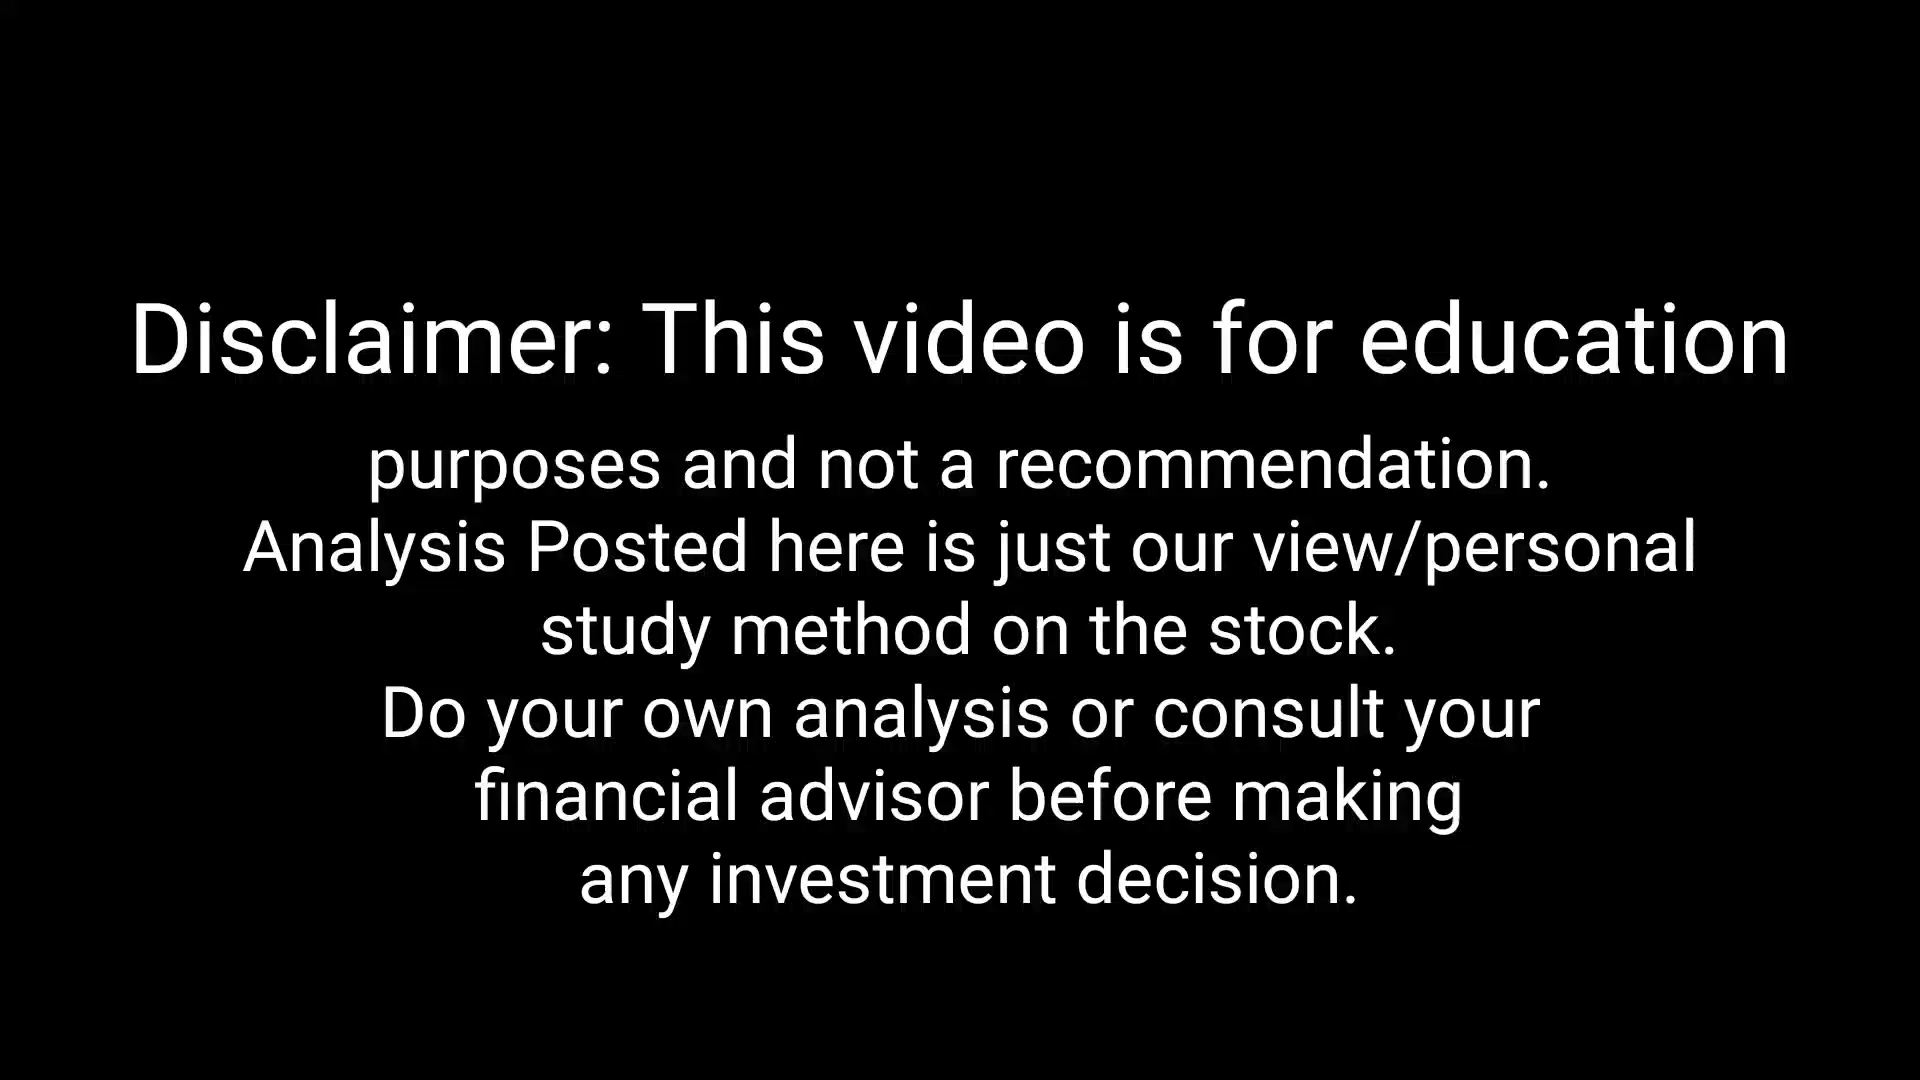 Disclaimer: This video is for education
purposes and not a recommendation.
Analysis Posted here is just our view/personal
study method on the stock.
Do your own analysis or consult your
financial advisor before making
any investment decision.